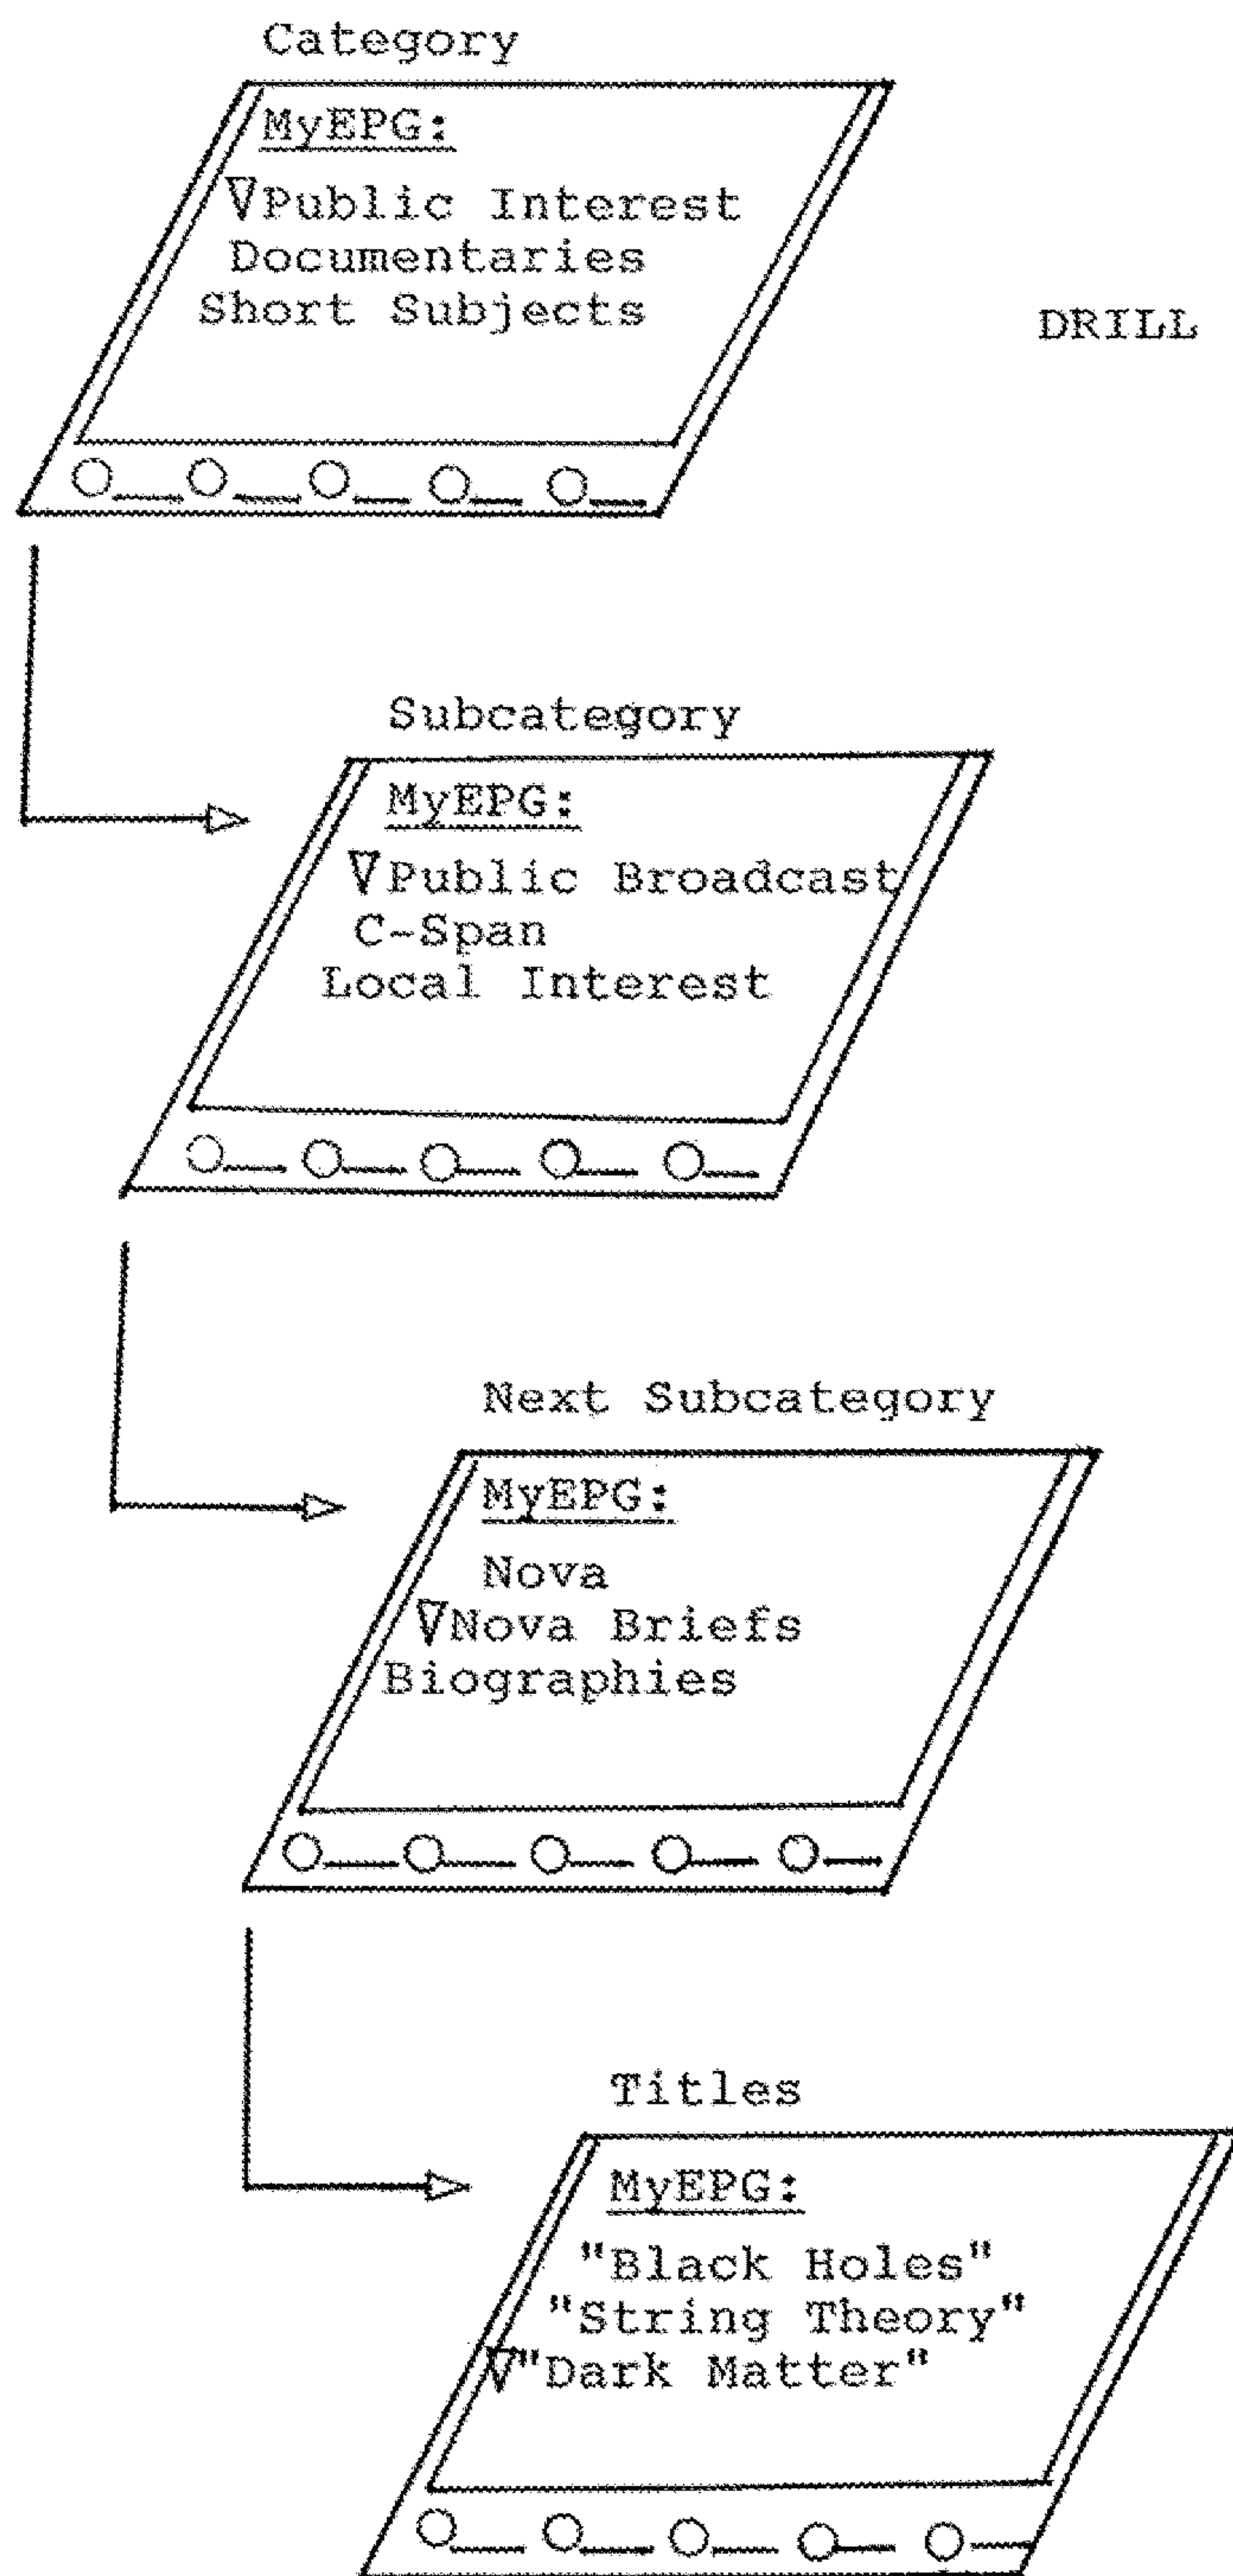 Category
MyEPG:
∇Public Interest
Documentaries
Short Subjects
DRILL
Subcategory
MyEPG:
∇Public Broadcast
C-Span
Local Interest
Next Subcategory
MyEPG:
Nova
∇Nova Briefs
Biographies
Titles
MyEPG:
"Black Holes"
"String Theory"
∇"Dark Matter"